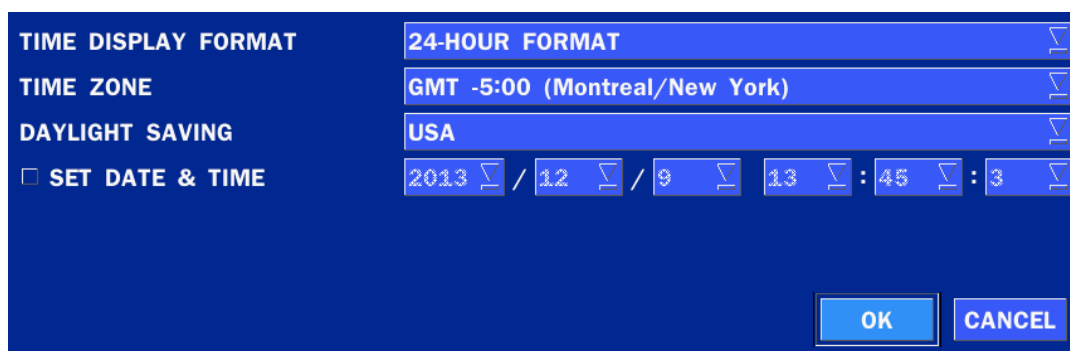 TIME DISPLAY FORMAT 24-HOUR FORMAT
TIME ZONE GMT -5:00 (Montreal/New York)
DAYLIGHT SAVING USA
SET DATE & TIME 2013 / 12 / 9 13 : 45 : 3
OK CANCEL